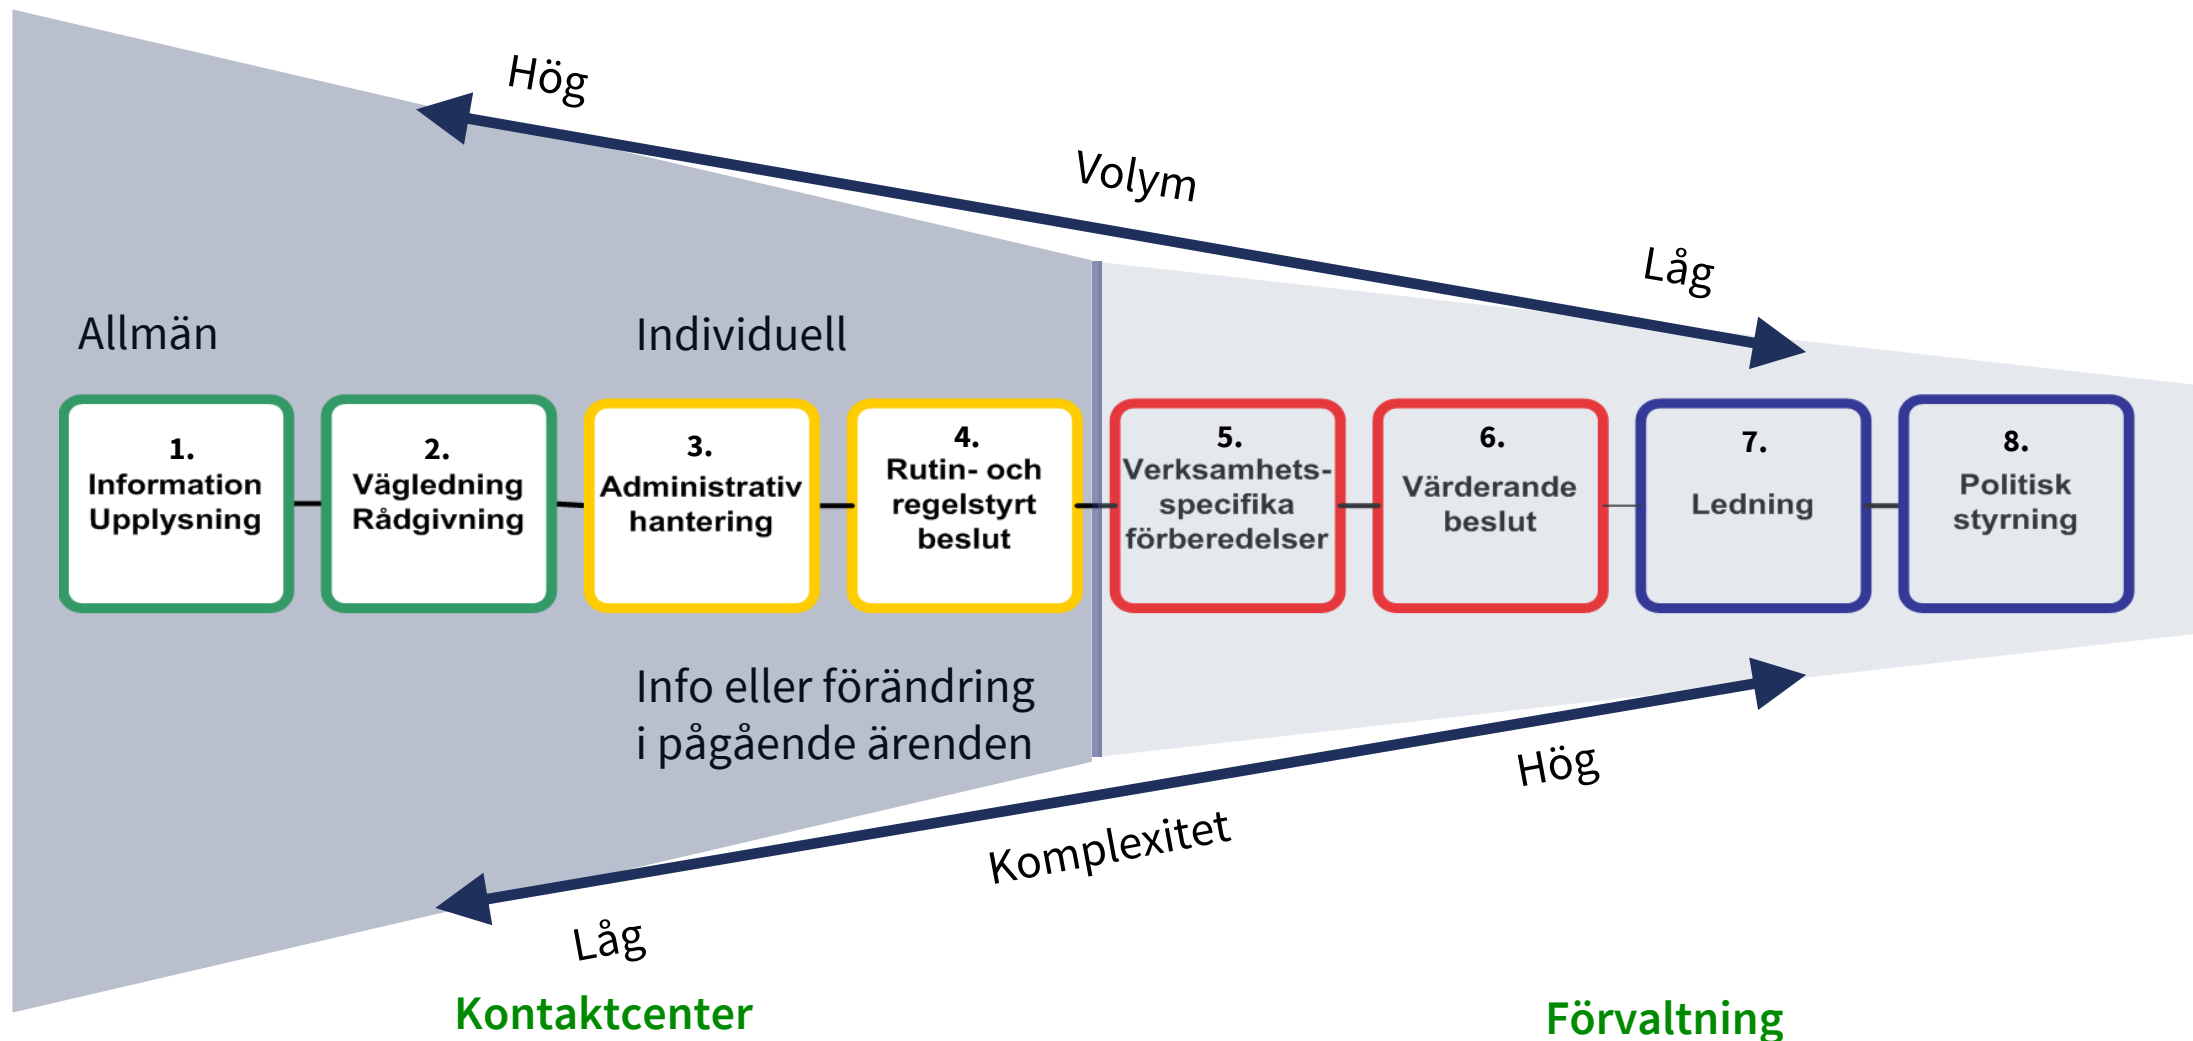 Hög
Volym
Låg
Allmän
Individuell
1.
Information
Upplysning
2.
Vägledning
Rådgivning
3.
Administrativ
hantering
4.
Rutin- och
regelstyrt
beslut
5.
Verksamhets-
specifika
förberedelser
6.
Värderande
beslut
7.
Ledning
8.
Politisk
styrning
Info eller förändring
i pågående ärenden
Hög
Komplexitet
Låg
Kontaktcenter
Förvaltning